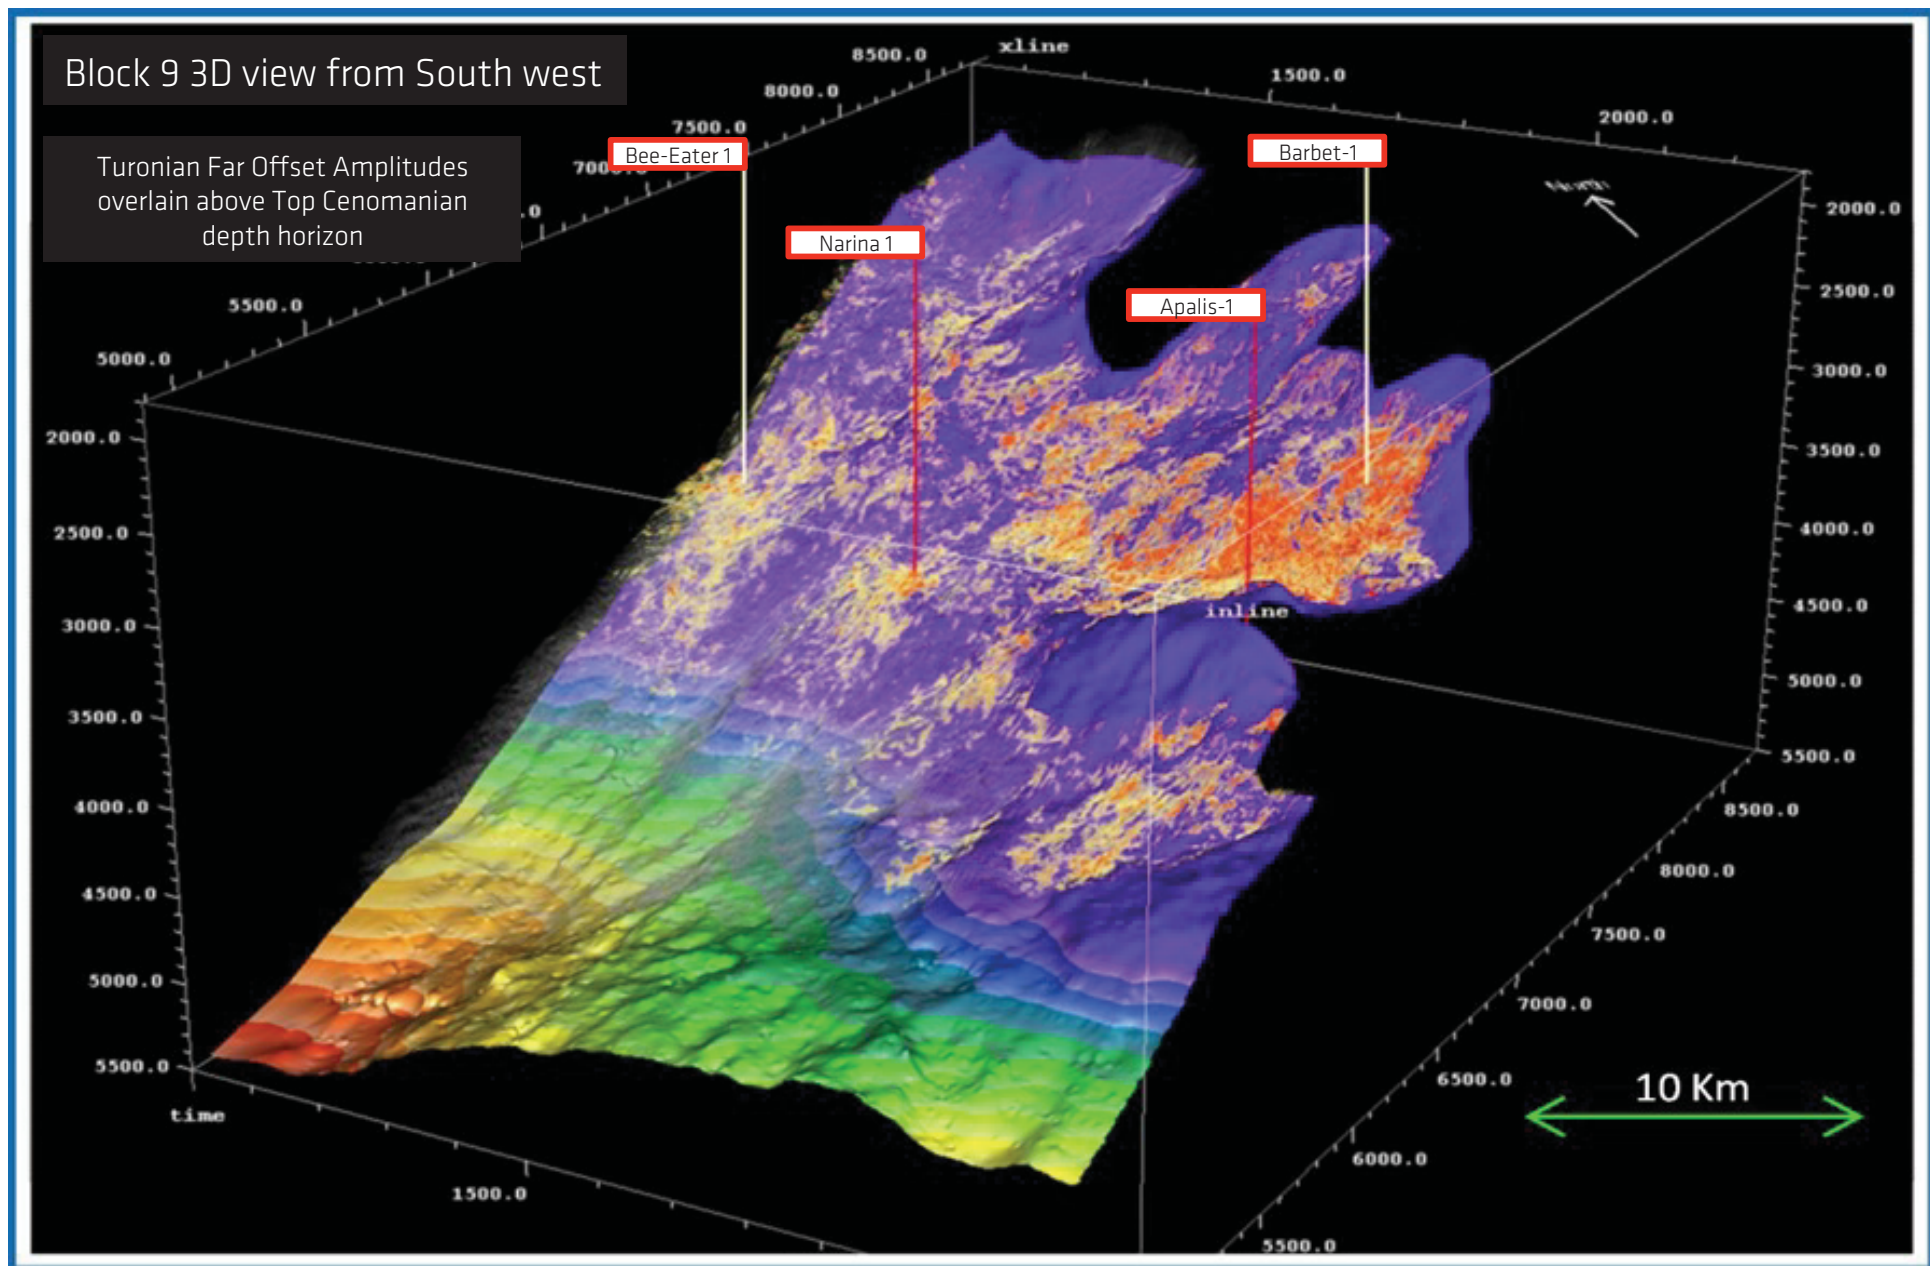 Block 9 3D view from South west
Turonian Far Offset Amplitudes
overlain above Top Cenomanian
depth horizon
Bee-Eater 1
Narina 1
Apalis-1
Barbet-1
xline
8500.0
8000.0
7500.0
5500.0
5000.0
1500.0
2000.0
North
2000.0
2500.0
3000.0
3500.0
4000.0
4500.0
5000.0
5500.0
2000.0
2500.0
3000.0
3500.0
4000.0
4500.0
5000.0
5500.0
time
1500.0
inline
8500.0
8000.0
7500.0
7000.0
6500.0
6000.0
5500.0
10 Km